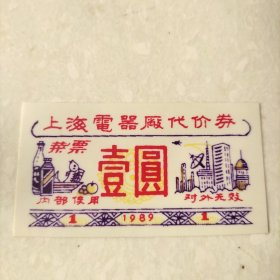 上海電器厰代价券
菜票
壹圓
内部使用 对外无效
1 1989 1